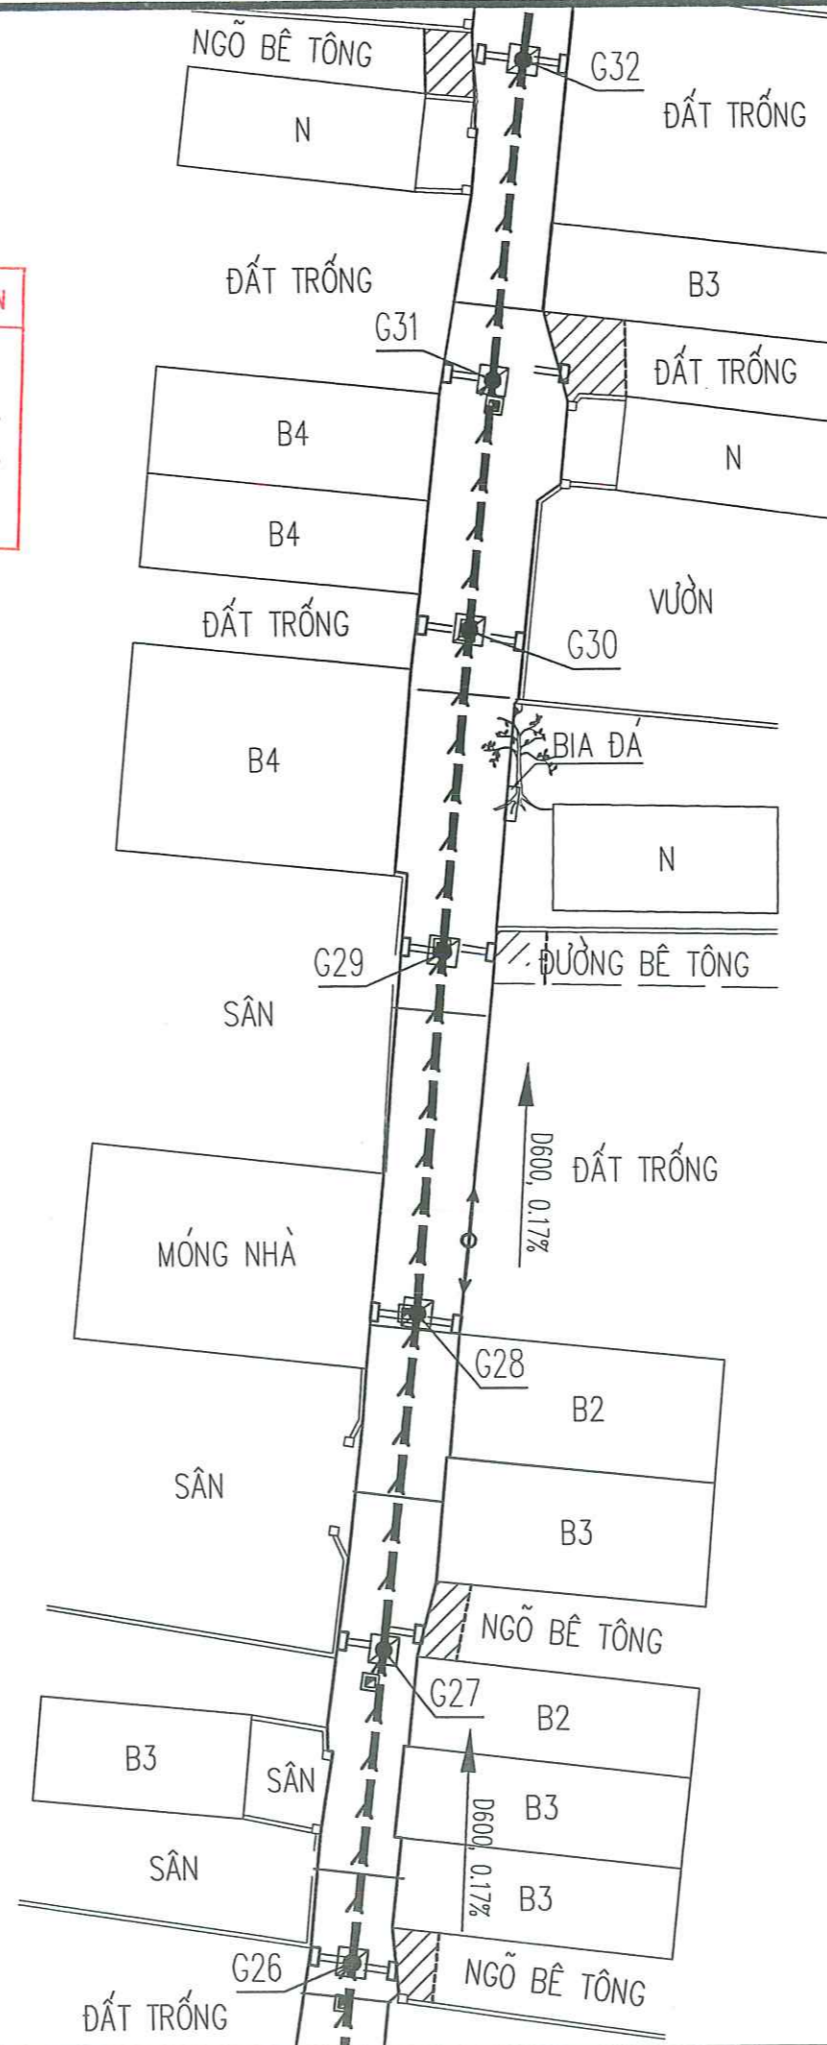 NGÕ BÊ TÔNG
G32
ĐẤT TRỐNG
N
ĐẤT TRỐNG
B3
N
G31
ĐẤT TRỐNG
B4
N
B4
VƯỜN
ĐẤT TRỐNG
G30
BIA ĐÁ
B4
N
G29
ĐƯỜNG BÊ TÔNG
SÂN
D600, 0.17%
ĐẤT TRỐNG
MÓNG NHÀ
G28
B2
SÂN
B3
NGÕ BÊ TÔNG
G27
B2
B3
SÂN
D600, 0.17%
B3
SÂN
B3
G26
NGÕ BÊ TÔNG
ĐẤT TRỐNG